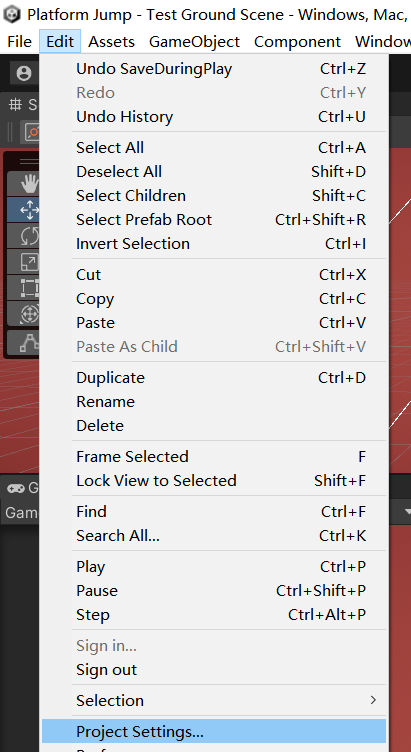 Platform Jump - Test Ground Scene - Windows, Mac,
File Edit Assets GameObject Component Window
S
Undo SaveDuringPlay Ctrl+Z
Redo Ctrl+Y
Undo History Ctrl+U
Select All Ctrl+A
Deselect All Shift+D
Select Children Shift+C
Select Prefab Root Ctrl+Shift+R
Invert Selection Ctrl+I
Cut Ctrl+X
Copy Ctrl+C
Paste Ctrl+V
Paste As Child Ctrl+Shift+V
Duplicate Ctrl+D
Rename
Delete
Frame Selected F
Lock View to Selected Shift+F
G
Find Ctrl+F
Gam
Search All... Ctrl+K
Play Ctrl+P
Pause Ctrl+Shift+P
Step Ctrl+Alt+P
Sign in...
Sign out
Selection
Project Settings...